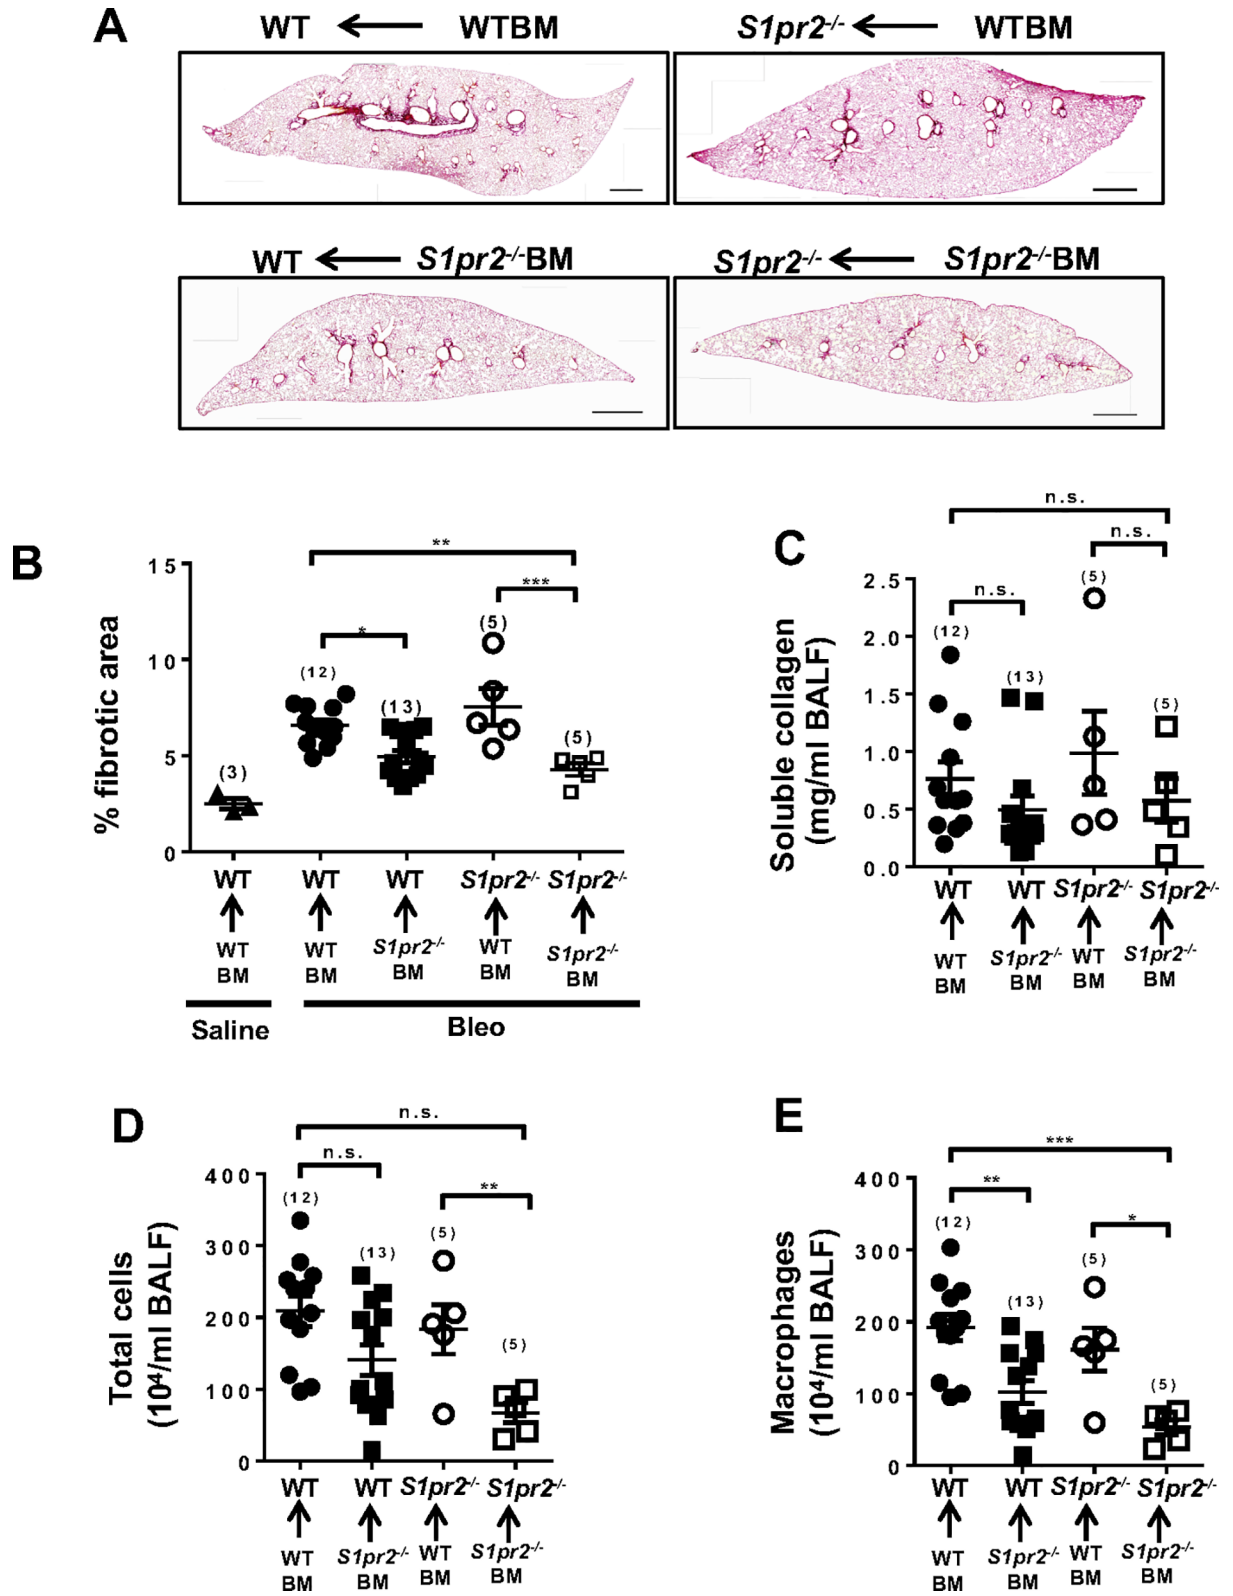 A
WT ← WTBM
S1pr2-/- ← WTBM
WT ← S1pr2-/-BM
S1pr2-/- ← S1pr2-/-BM
B
% fibrotic area
15
10
5
0
**
***
*
(3)
(12)
(13)
(5)
(5)
WT
WT
WT
S1pr2-/-
S1pr2-/-
WT
BM
WT
BM
S1pr2-/-
BM
WT
BM
S1pr2-/-
BM
Saline
Bleo
C
Soluble collagen
(mg/ml BALF)
2.5
2.0
1.5
1.0
0.5
0.0
n.s.
n.s.
n.s.
(12)
(13)
(5)
(5)
WT
WT
S1pr2-/-
S1pr2-/-
WT
BM
S1pr2-/-
BM
WT
BM
S1pr2-/-
BM
D
Total cells
(10⁴/ml BALF)
400
300
200
100
0
n.s.
n.s.
**
(12)
(13)
(5)
(5)
WT
WT
S1pr2-/-
S1pr2-/-
WT
BM
S1pr2-/-
BM
WT
BM
S1pr2-/-
BM
E
Macrophages
(10⁴/ml BALF)
400
300
200
100
0
***
**
*
(12)
(13)
(5)
(5)
WT
WT
S1pr2-/-
S1pr2-/-
WT
BM
S1pr2-/-
BM
WT
BM
S1pr2-/-
BM